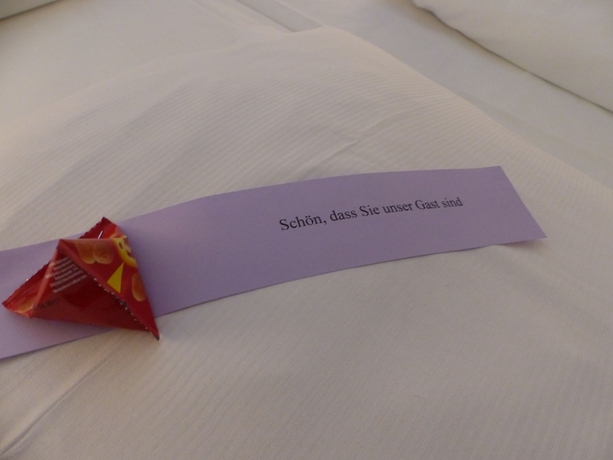 Schön, dass Sie unser Gast sind